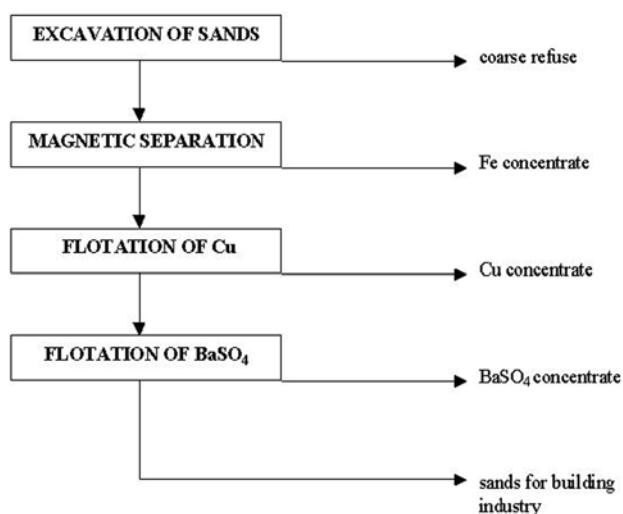 EXCAVATION OF SANDS
coarse refuse
MAGNETIC SEPARATION
Fe concentrate
FLOTATION OF Cu
Cu concentrate
FLOTATION OF BaSO₄
BaSO₄ concentrate
sands for building
industry